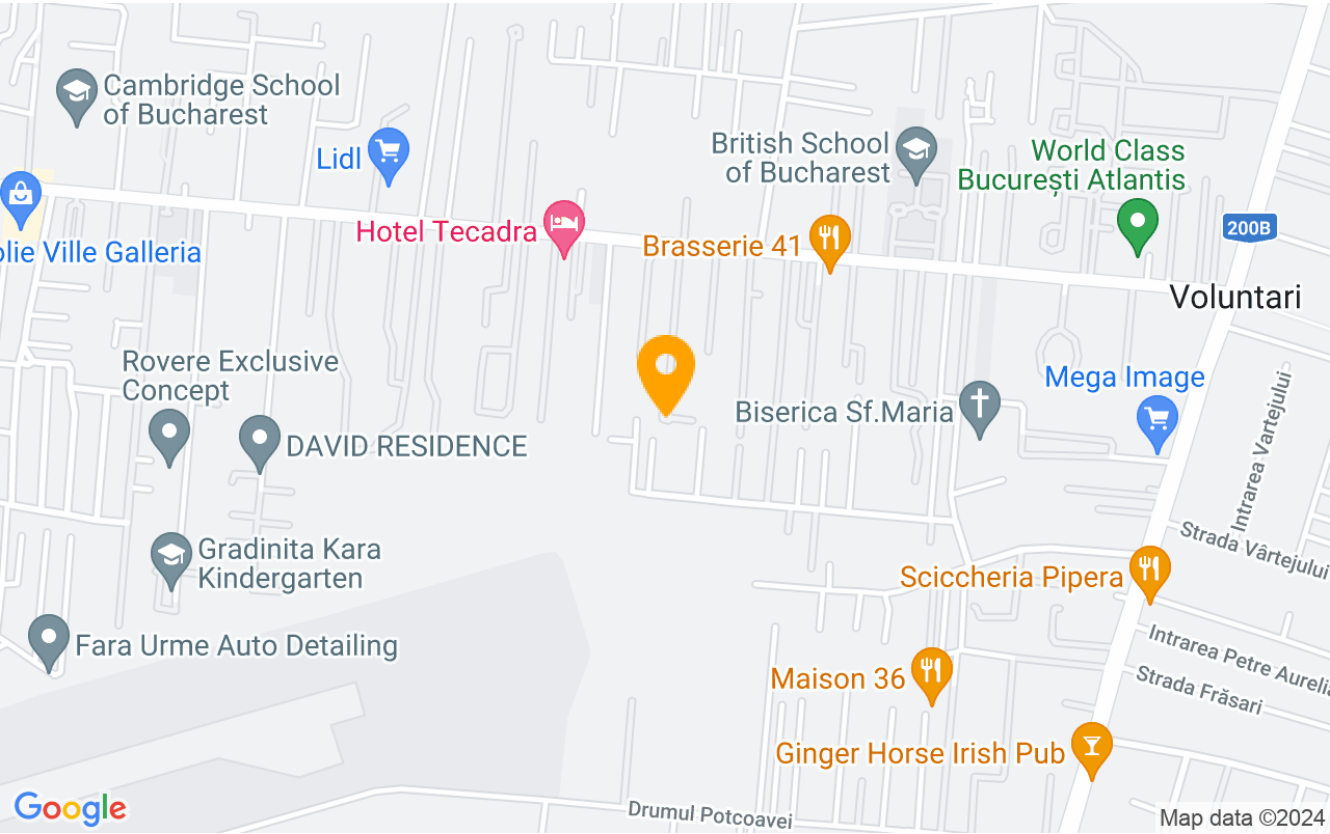 Cambridge School
of Bucharest
Lidl
British School
of Bucharest
World Class
București Atlantis
Hotel Tecadra
Brasserie 41
200B
olie Ville Galleria
Voluntari
Rovere Exclusive
Concept
Mega Image
Intrarea Vartejului
Biserica Sf.Maria
DAVID RESIDENCE
Gradinita Kara
Kindergarten
Strada Vârtejului
Sciccheria Pipera
Fara Urme Auto Detailing
Intrarea Petre Aurelia
Maison 36
Strada Frăsari
Ginger Horse Irish Pub
Google
Drumul Potcoavei
Map data ©2024